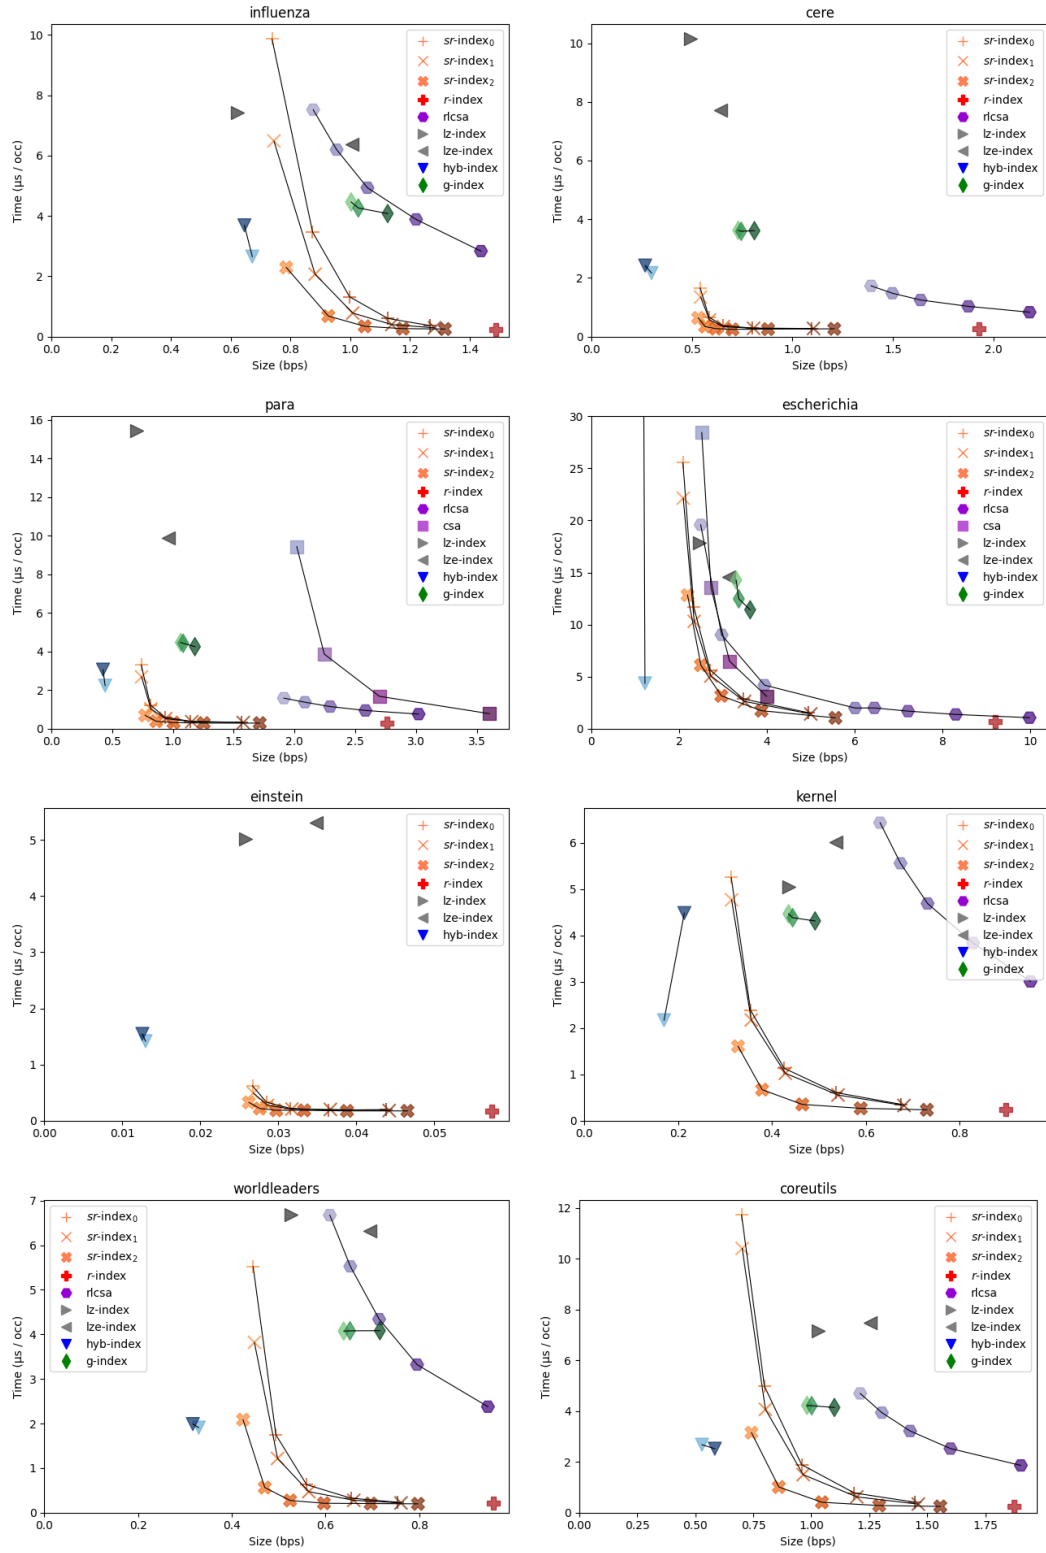 influenza
10
8
6
4
2
0
Time (μs / occ)
0.0 0.2 0.4 0.6 0.8 1.0 1.2 1.4
Size (bps)
sr-index0
sr-index1
sr-index2
r-index
rlcsa
lz-index
lze-index
hyb-index
g-index
cere
10
8
6
4
2
0
Time (μs / occ)
0.0 0.5 1.0 1.5 2.0
Size (bps)
sr-index0
sr-index1
sr-index2
r-index
rlcsa
lz-index
lze-index
hyb-index
g-index
para
16
14
12
10
8
6
4
2
0
Time (μs / occ)
0.0 0.5 1.0 1.5 2.0 2.5 3.0 3.5
Size (bps)
sr-index0
sr-index1
sr-index2
r-index
rlcsa
csa
lz-index
lze-index
hyb-index
g-index
escherichia
30
25
20
15
10
5
0
Time (μs / occ)
0 2 4 6 8 10
Size (bps)
sr-index0
sr-index1
sr-index2
r-index
rlcsa
csa
lz-index
lze-index
hyb-index
g-index
einstein
5
4
3
2
1
0
Time (μs / occ)
0.00 0.01 0.02 0.03 0.04 0.05
Size (bps)
sr-index0
sr-index1
sr-index2
r-index
lz-index
lze-index
hyb-index
kernel
6
5
4
3
2
1
0
Time (μs / occ)
0.0 0.2 0.4 0.6 0.8
Size (bps)
sr-index0
sr-index1
sr-index2
r-index
rlcsa
lz-index
lze-index
hyb-index
g-index
worldleaders
7
6
5
4
3
2
1
0
Time (μs / occ)
0.0 0.2 0.4 0.6 0.8
Size (bps)
sr-index0
sr-index1
sr-index2
r-index
rlcsa
lz-index
lze-index
hyb-index
g-index
coreutils
12
10
8
6
4
2
0
Time (μs / occ)
0.00 0.25 0.50 0.75 1.00 1.25 1.50 1.75
Size (bps)
sr-index0
sr-index1
sr-index2
r-index
rlcsa
lz-index
lze-index
hyb-index
g-index